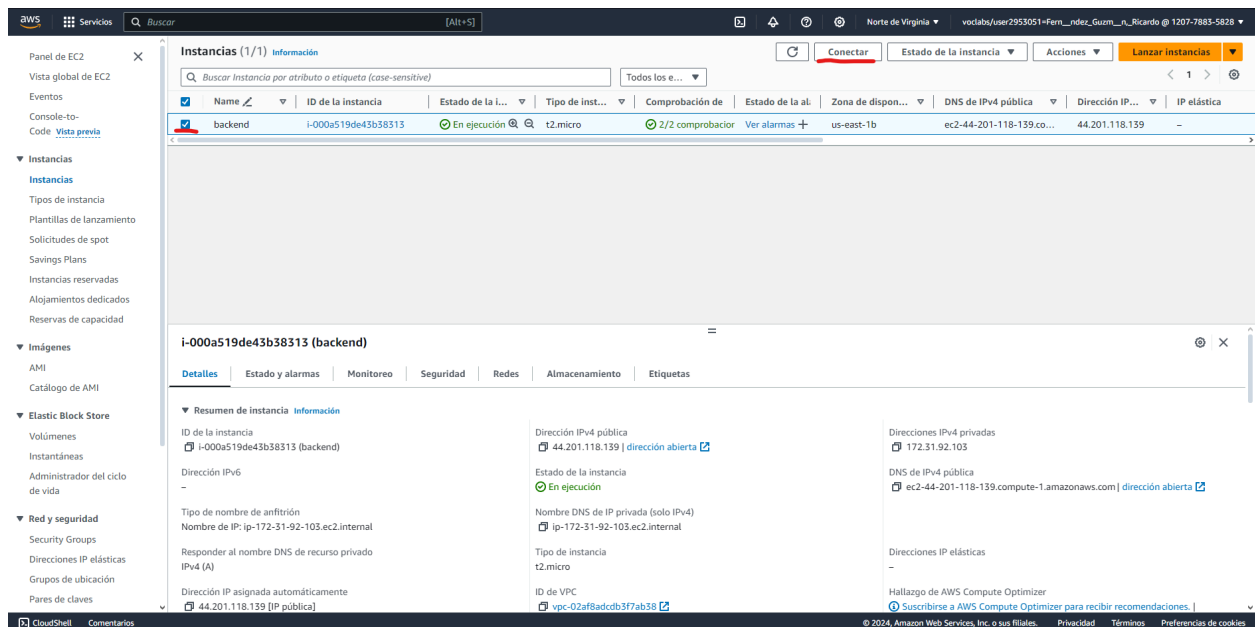 aws Servicios Buscar [Alt+S] Norte de Virginia voclabs/user2953051=Fern__ndez_Guzm__n,_Ricardo @ 1207-7883-5828
Panel de EC2
Vista global de EC2
Eventos
Console-to-
Code Vista previa
Instancias
Instancias
Tipos de instancia
Plantillas de lanzamiento
Solicitudes de spot
Savings Plans
Instancias reservadas
Alojamientos dedicados
Reservas de capacidad
Imágenes
AMI
Catálogo de AMI
Elastic Block Store
Volúmenes
Instantáneas
Administrador del ciclo
de vida
Red y seguridad
Security Groups
Direcciones IP elásticas
Grupos de ubicación
Pares de claves
Instancias (1/1) Información Conectar Estado de la instancia Acciones Lanzar instancias
Buscar Instancia por atributo o etiqueta (case-sensitive) Todos los e... 1
Name ID de la instancia Estado de la i... Tipo de inst... Comprobación de Estado de la al Zona de dispon... DNS de IPv4 pública Dirección IP... IP elástica
backend i-000a519de43b38313 En ejecución t2.micro 2/2 comprobacior Ver alarmas us-east-1b ec2-44-201-118-139.co... 44.201.118.139 –
i-000a519de43b38313 (backend)
Detalles Estado y alarmas Monitoreo Seguridad Redes Almacenamiento Etiquetas
Resumen de instancia Información
ID de la instancia Dirección IPv4 pública Direcciones IPv4 privadas
i-000a519de43b38313 (backend) 44.201.118.139 | dirección abierta 172.31.92.103
Dirección IPv6 Estado de la instancia DNS de IPv4 pública
– En ejecución ec2-44-201-118-139.compute-1.amazonaws.com | dirección abierta
Tipo de nombre de anfitrión Nombre DNS de IP privada (solo IPv4)
Nombre de IP: ip-172-31-92-103.ec2.internal ip-172-31-92-103.ec2.internal
Responder al nombre DNS de recurso privado Tipo de instancia Direcciones IP elásticas
IPv4 (A) t2.micro –
Dirección IP asignada automáticamente ID de VPC Hallazgo de AWS Compute Optimizer
44.201.118.139 [IP pública] vpc-02af8adcdb3f7ab38 Suscribirse a AWS Compute Optimizer para recibir recomendaciones. |
CloudShell Comentarios © 2024, Amazon Web Services, Inc. o sus filiales. Privacidad Términos Preferencias de cookies